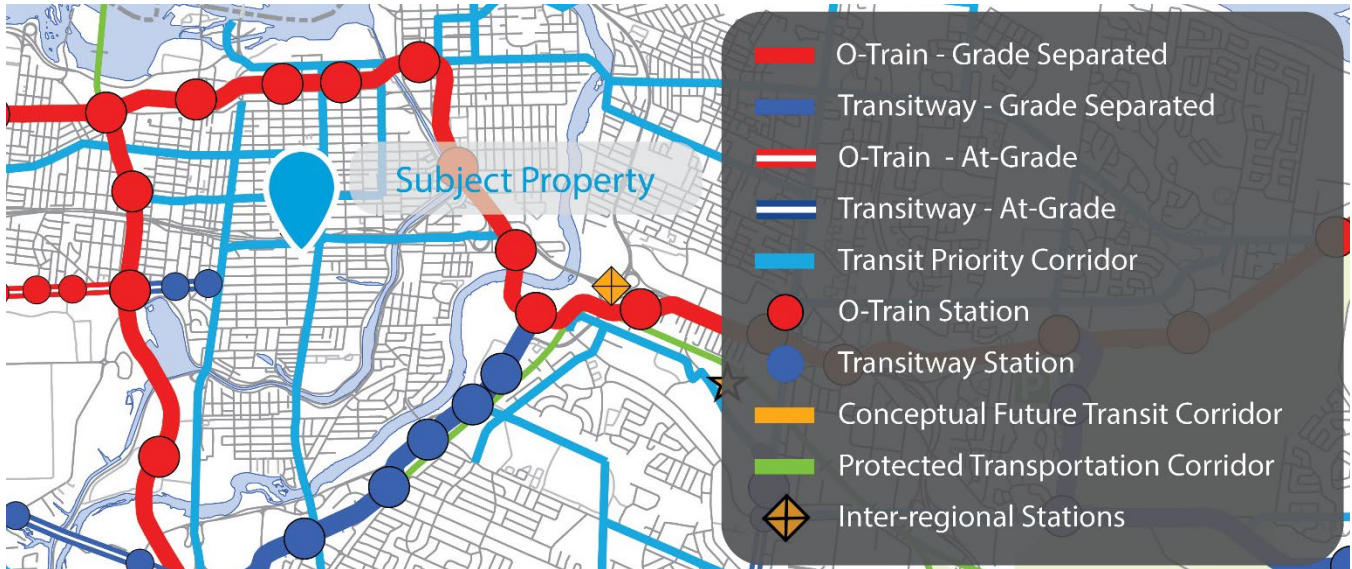 Subject Property
O-Train - Grade Separated
Transitway - Grade Separated
O-Train - At-Grade
Transitway - At-Grade
Transit Priority Corridor
O-Train Station
Transitway Station
Conceptual Future Transit Corridor
Protected Transportation Corridor
Inter-regional Stations